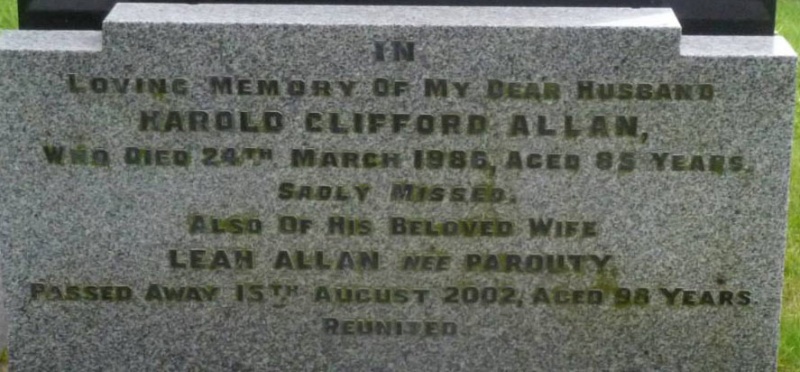 IN
LOVING MEMORY OF MY DEAR HUSBAND
HAROLD CLIFFORD ALLAN,
WHO DIED 24TH MARCH 1986, AGED 85 YEARS.
SADLY MISSED.
ALSO OF HIS BELOVED WIFE
LEAH ALLAN NEE PAROUTY,
PASSED AWAY 15TH AUGUST 2002, AGED 98 YEARS.
REUNITED.